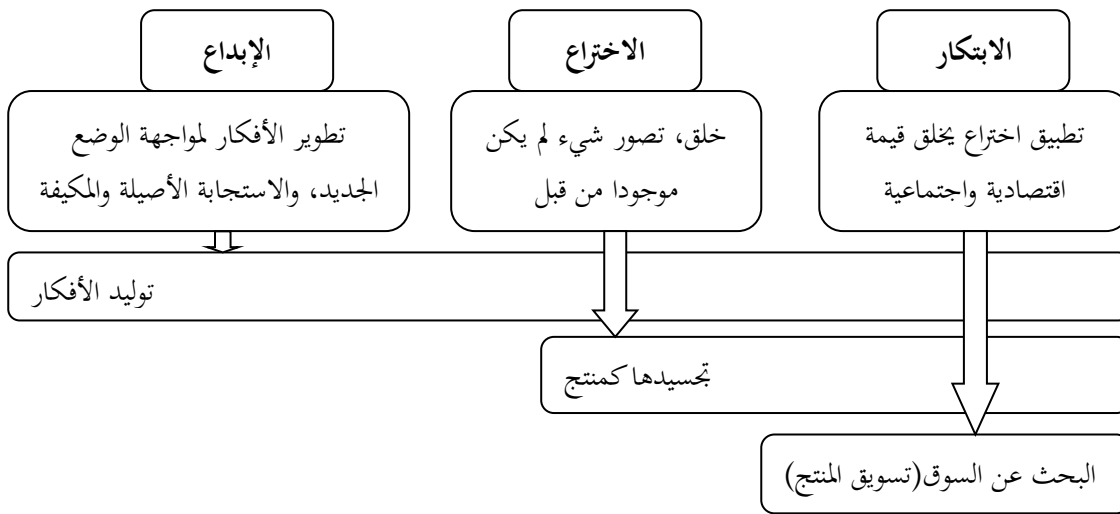 الابتكار
الاختراع
الإبداع
تطبيق اختراع يخلق قيمة
اقتصادية واجتماعية
خلق، تصور شيء لم يكن
موجودا من قبل
تطوير الأفكار لمواجهة الوضع
الجديد، والاستجابة الأصيلة والمكيفة
توليد الأفكار
تجسيدها كمنتج
البحث عن السوق(تسويق المنتج)